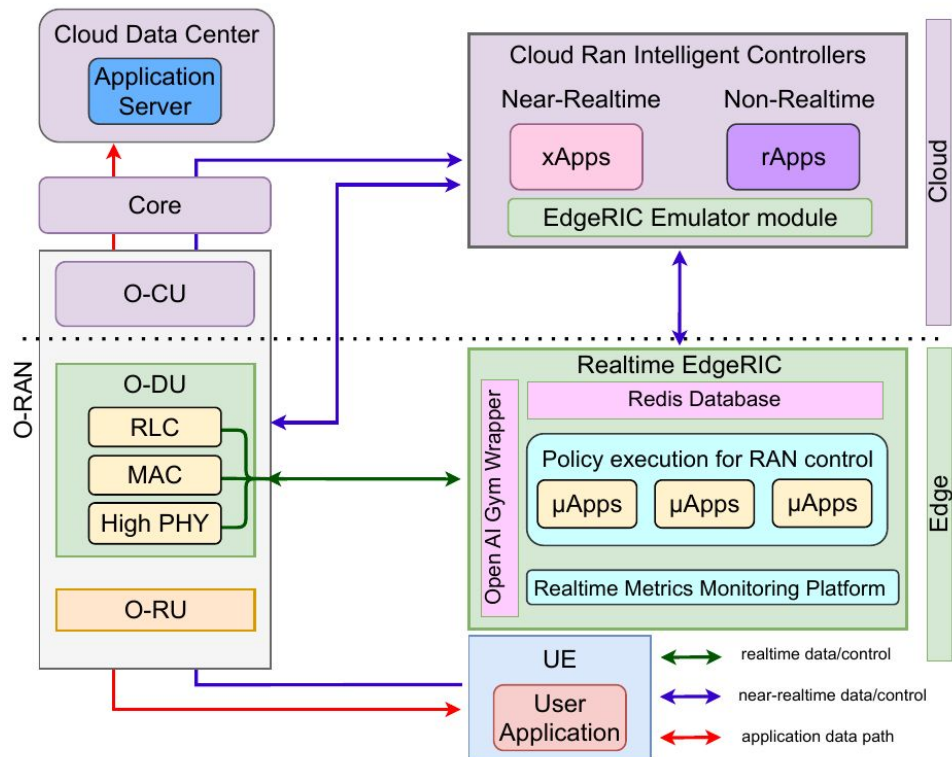 Cloud Data Center
Application
Server
Core
O-CU
O-RAN
O-DU
RLC
MAC
High PHY
O-RU
Cloud Ran Intelligent Controllers
Near-Realtime
Non-Realtime
xApps
rApps
EdgeRIC Emulator module
Cloud
Realtime EdgeRIC
Open AI Gym Wrapper
Redis Database
Policy execution for RAN control
µApps
µApps
µApps
Realtime Metrics Monitoring Platform
Edge
UE
User
Application
realtime data/control
near-realtime data/control
application data path